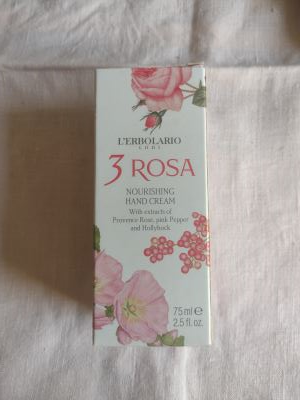 L'ERBOLARIO
LODI
3 ROSA
NOURISHING
HAND CREAM
With extracts of
Provence Rose, pink Pepper
and Hollyhock
75 ml ℮
2.5 fl. oz.